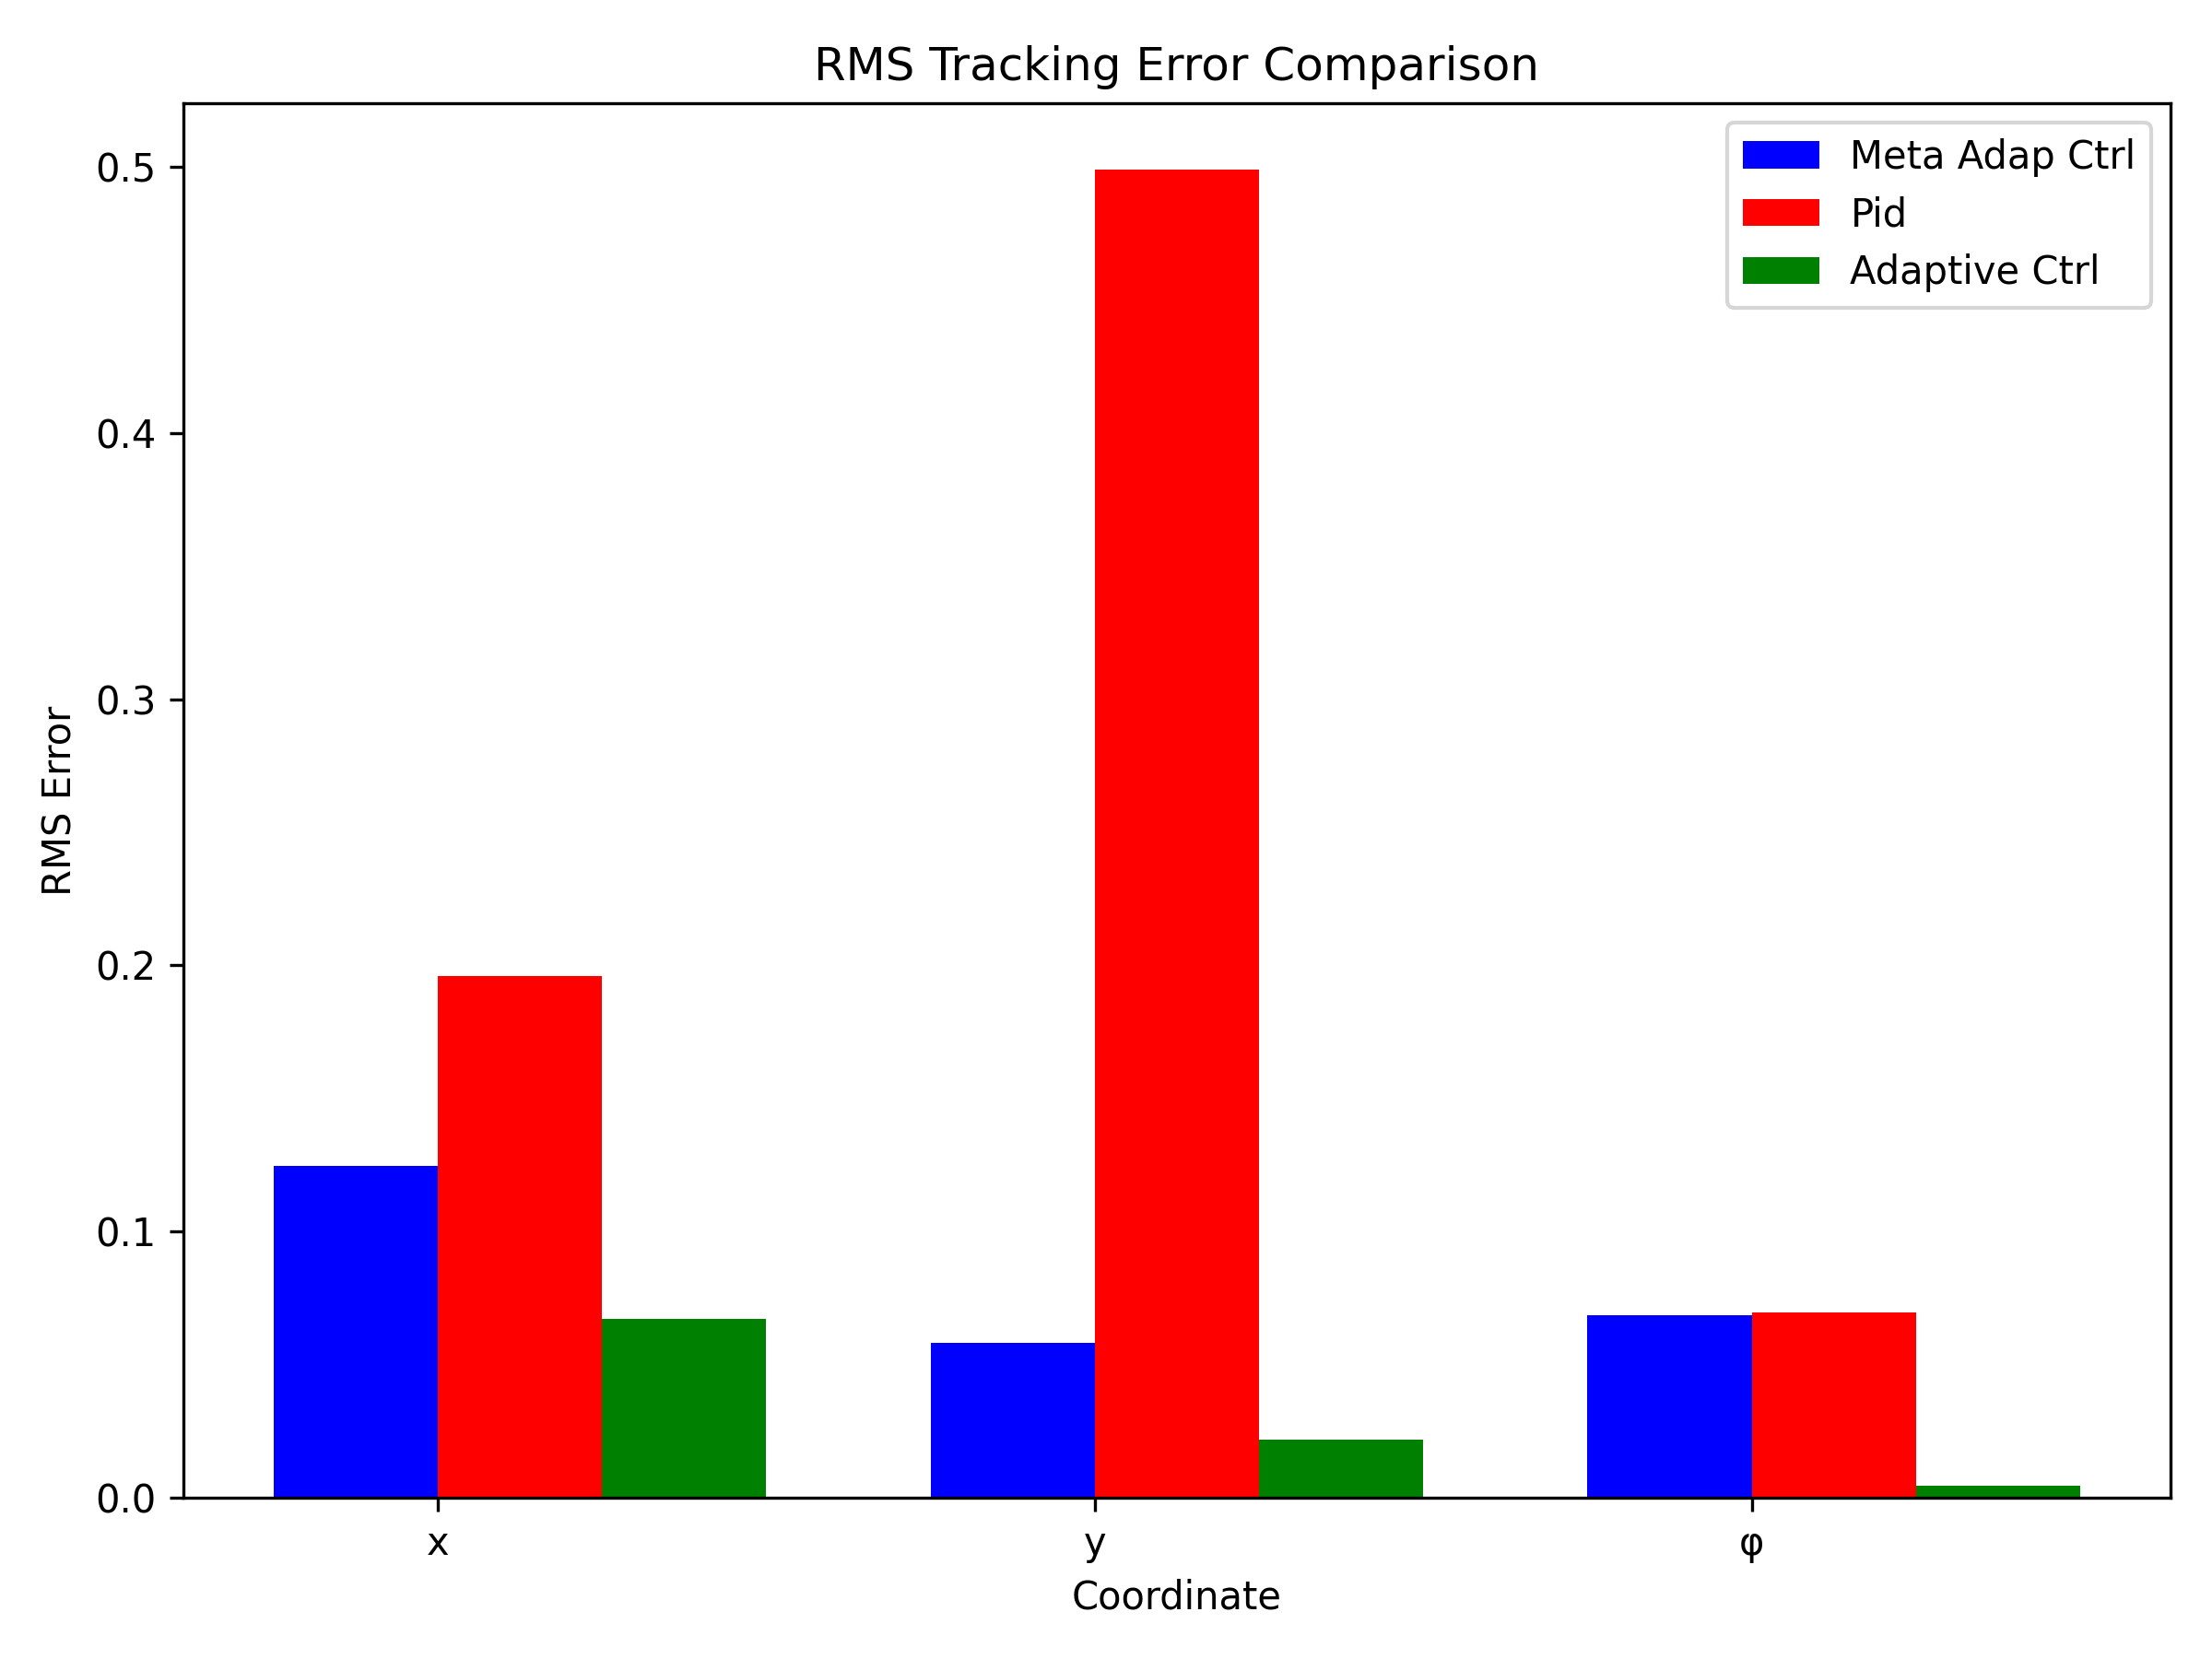 RMS Tracking Error Comparison
Meta Adap Ctrl
Pid
Adaptive Ctrl
RMS Error
0.5
0.4
0.3
0.2
0.1
0.0
x
y
φ
Coordinate